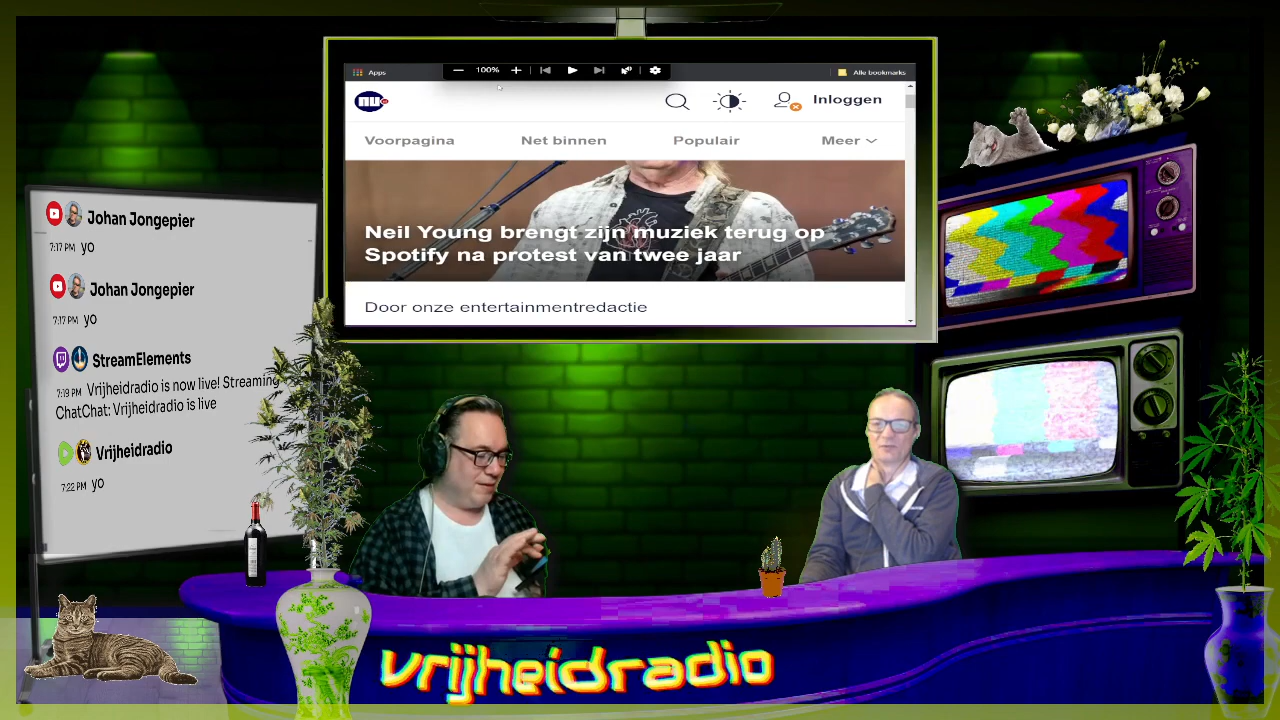 Apps
100%
Alle bookmarks
nu
Inloggen
Voorpagina
Net binnen
Populair
Meer
Neil Young brengt zijn muziek terug op
Spotify na protest van twee jaar
Door onze entertainmentredactie
Johan Jongepier
7:17 PM yo
Johan Jongepier
7:17 PM yo
StreamElements
7:19 PM Vrijheidradio is now live! Streaming
ChatChat: Vrijheidradio is live
Vrijheidradio
7:22 PM yo
vrijheidradio